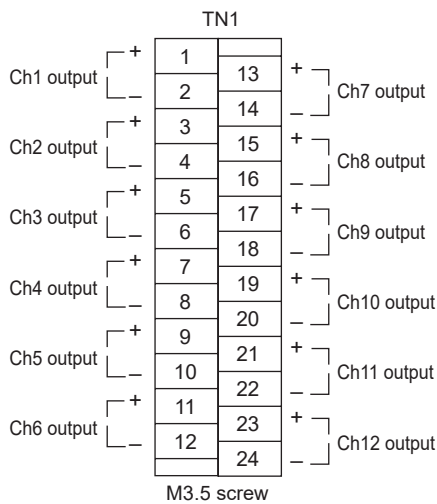 TN1
Ch1 output + 1
− 2
Ch2 output + 3
− 4
Ch3 output + 5
− 6
Ch4 output + 7
− 8
Ch5 output + 9
− 10
Ch6 output + 11
− 12
13 + Ch7 output
14 −
15 + Ch8 output
16 −
17 + Ch9 output
18 −
19 + Ch10 output
20 −
21 + Ch11 output
22 −
23 + Ch12 output
24 −
M3.5 screw